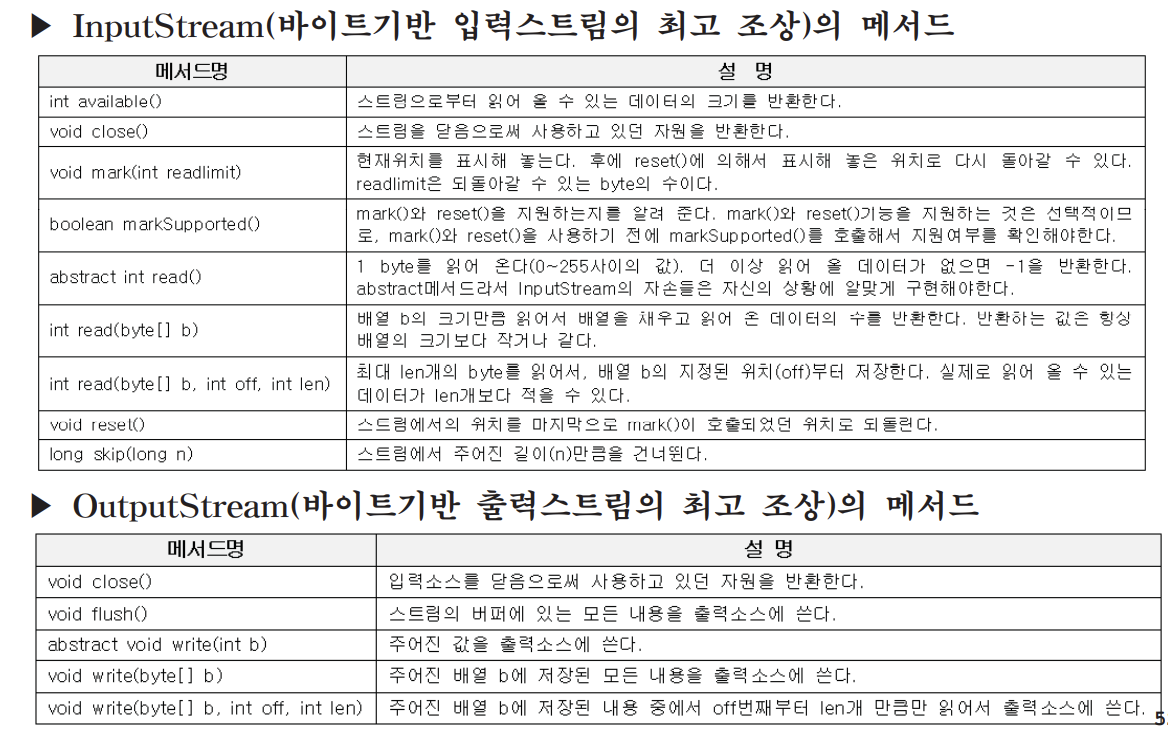 ▶ InputStream(바이트기반 입력스트림의 최고 조상)의 메서드
메서드명 설 명
int available() 스트림으로부터 읽어 올 수 있는 데이터의 크기를 반환한다.
void close() 스트림을 닫음으로써 사용하고 있던 자원을 반환한다.
void mark(int readlimit) 현재위치를 표시해 놓는다. 후에 reset()에 의해서 표시해 놓은 위치로 다시 돌아갈 수 있다.
readlimit은 되돌아갈 수 있는 byte의 수이다.
boolean markSupported() mark()와 reset()을 지원하는지를 알려 준다. mark()와 reset()기능을 지원하는 것은 선택적이므
로, mark()와 reset()을 사용하기 전에 markSupported()를 호출해서 지원여부를 확인해야한다.
abstract int read() 1 byte를 읽어 온다(0~255사이의 값). 더 이상 읽어 올 데이터가 없으면 -1을 반환한다.
abstract메서드라서 InputStream의 자손들은 자신의 상황에 알맞게 구현해야한다.
int read(byte[] b) 배열 b의 크기만큼 읽어서 배열을 채우고 읽어 온 데이터의 수를 반환한다. 반환하는 값은 항상
배열의 크기보다 작거나 같다.
int read(byte[] b, int off, int len) 최대 len개의 byte를 읽어서, 배열 b의 지정된 위치(off)부터 저장한다. 실제로 읽어 올 수 있는
데이터가 len개보다 적을 수 있다.
void reset() 스트림에서의 위치를 마지막으로 mark()이 호출되었던 위치로 되돌린다.
long skip(long n) 스트림에서 주어진 길이(n)만큼을 건너뛴다.
▶ OutputStream(바이트기반 출력스트림의 최고 조상)의 메서드
메서드명 설 명
void close() 입력소스를 닫음으로써 사용하고 있던 자원을 반환한다.
void flush() 스트림의 버퍼에 있는 모든 내용을 출력소스에 쓴다.
abstract void write(int b) 주어진 값을 출력소스에 쓴다.
void write(byte[] b) 주어진 배열 b에 저장된 모든 내용을 출력소스에 쓴다.
void write(byte[] b, int off, int len) 주어진 배열 b에 저장된 내용 중에서 off번째부터 len개 만큼만 읽어서 출력소스에 쓴다.